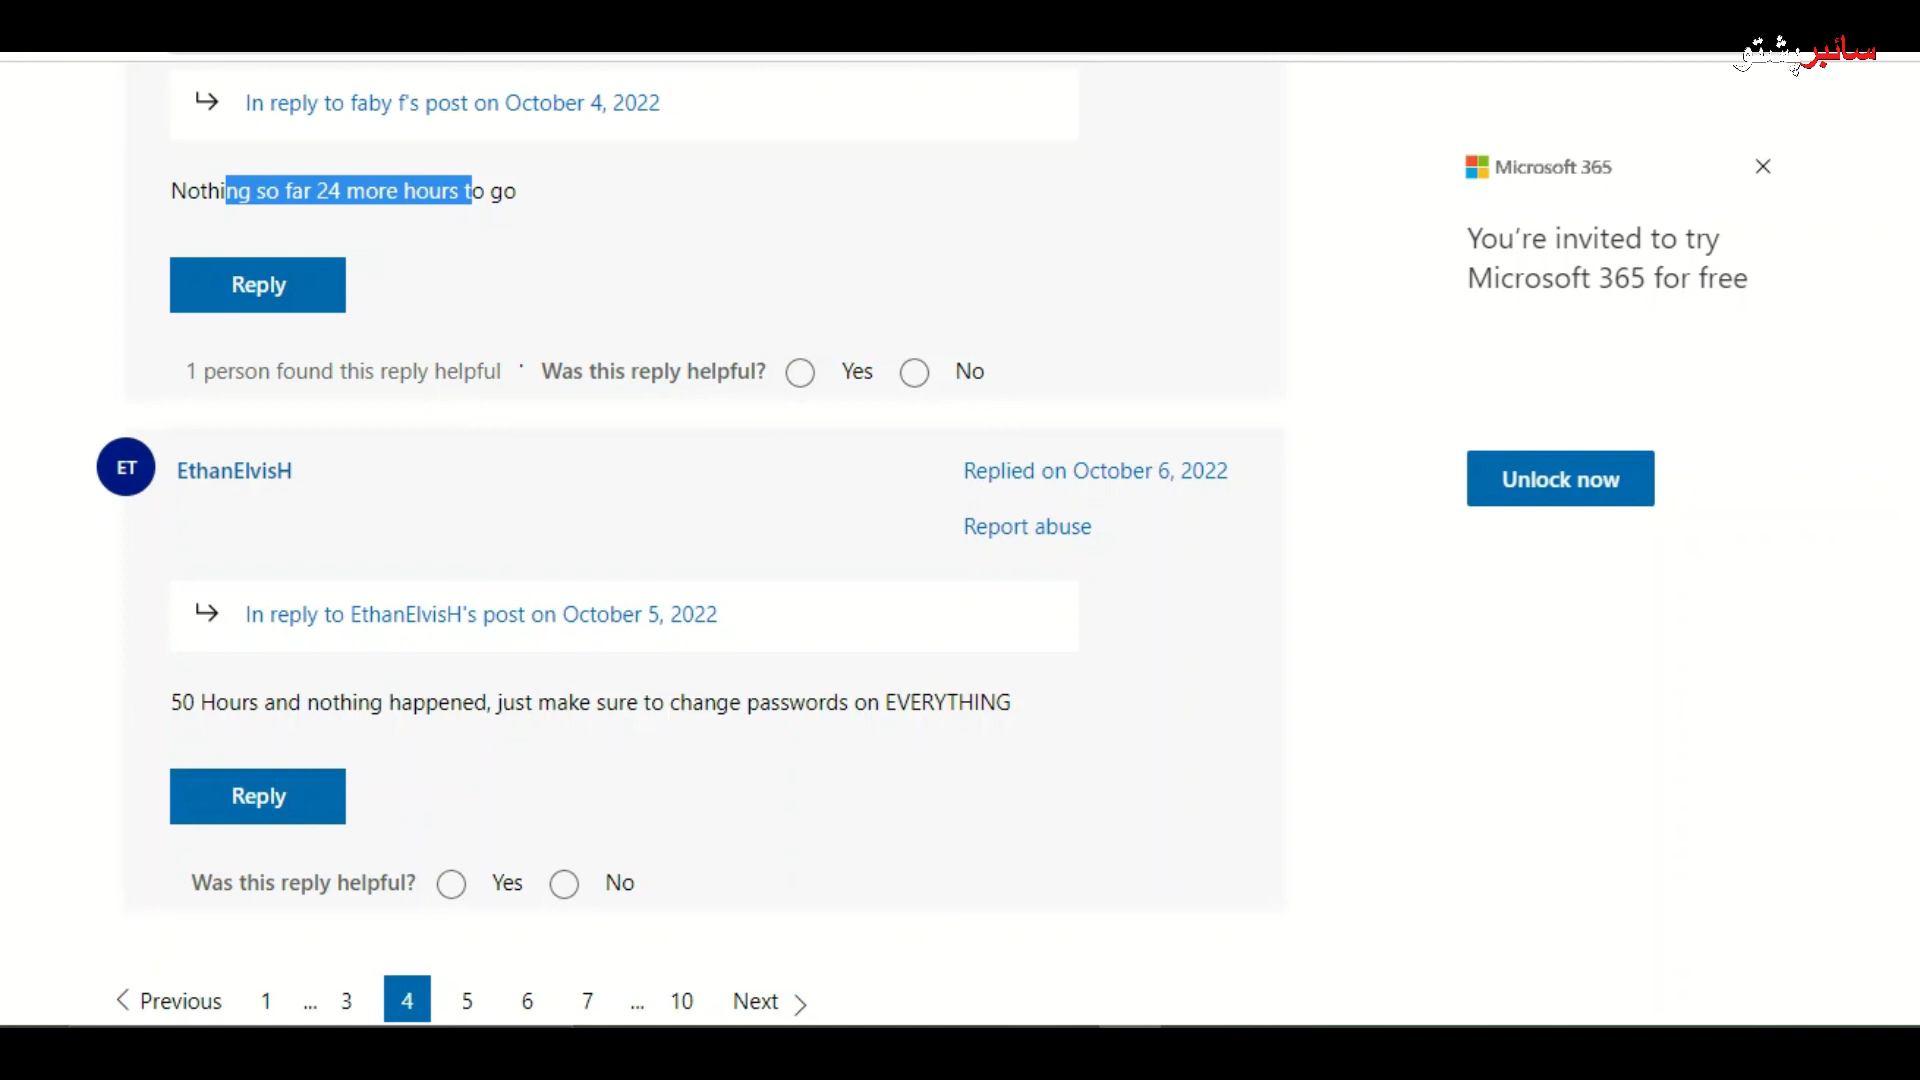 سائبر پشتو
In reply to faby f's post on October 4, 2022
Nothing so far 24 more hours to go
Reply
1 person found this reply helpful · Was this reply helpful? Yes No
Microsoft 365
You're invited to try
Microsoft 365 for free
Unlock now
ET EthanElvisH Replied on October 6, 2022
Report abuse
In reply to EthanElvisH's post on October 5, 2022
50 Hours and nothing happened, just make sure to change passwords on EVERYTHING
Reply
Was this reply helpful? Yes No
Previous 1 ... 3 4 5 6 7 ... 10 Next